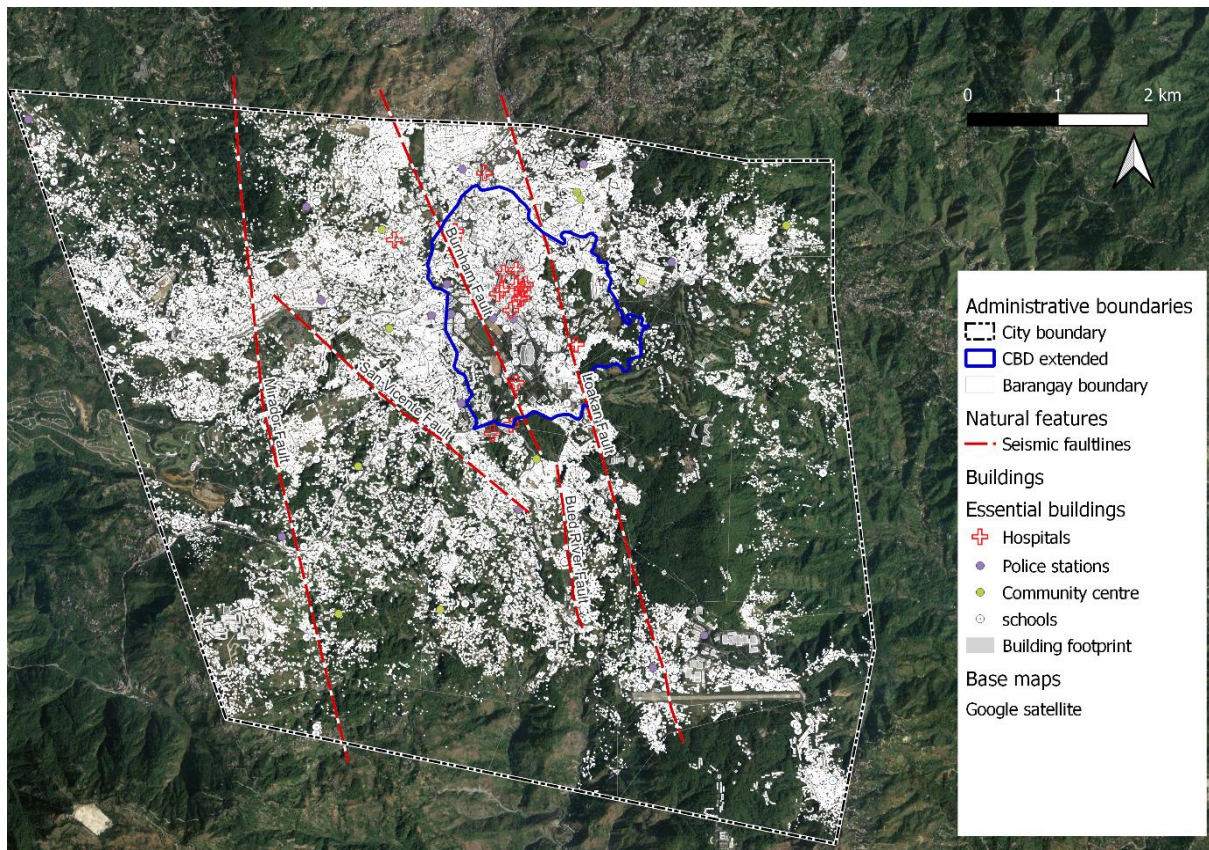 0 1 2 km
Burnham Fault
Mirador Fault
San Vicente Fault
Loakan Fault
Bued River Fault
Administrative boundaries
City boundary
CBD extended
Barangay boundary
Natural features
Seismic faultlines
Buildings
Essential buildings
Hospitals
Police stations
Community centre
schools
Building footprint
Base maps
Google satellite